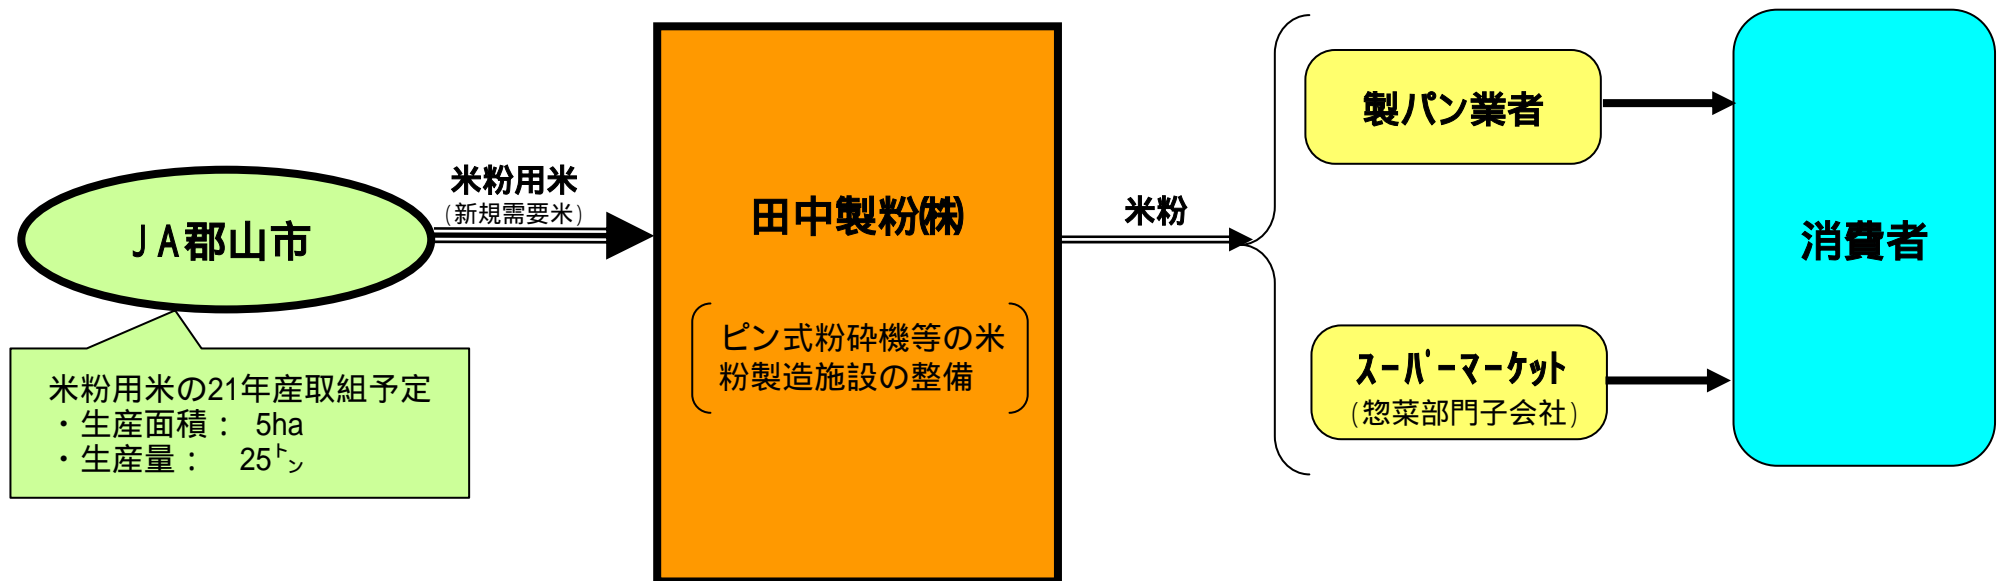 JA郡山市
米粉用米の21年産取組予定
・生産面積： 5ha
・生産量： 25㌧
米粉用米
（新規需要米）
田中製粉㈱
ピン式粉砕機等の米
粉製造施設の整備
米粉
製パン業者
ｽｰﾊﾟｰﾏｰｹｯﾄ
（惣菜部門子会社）
消費者